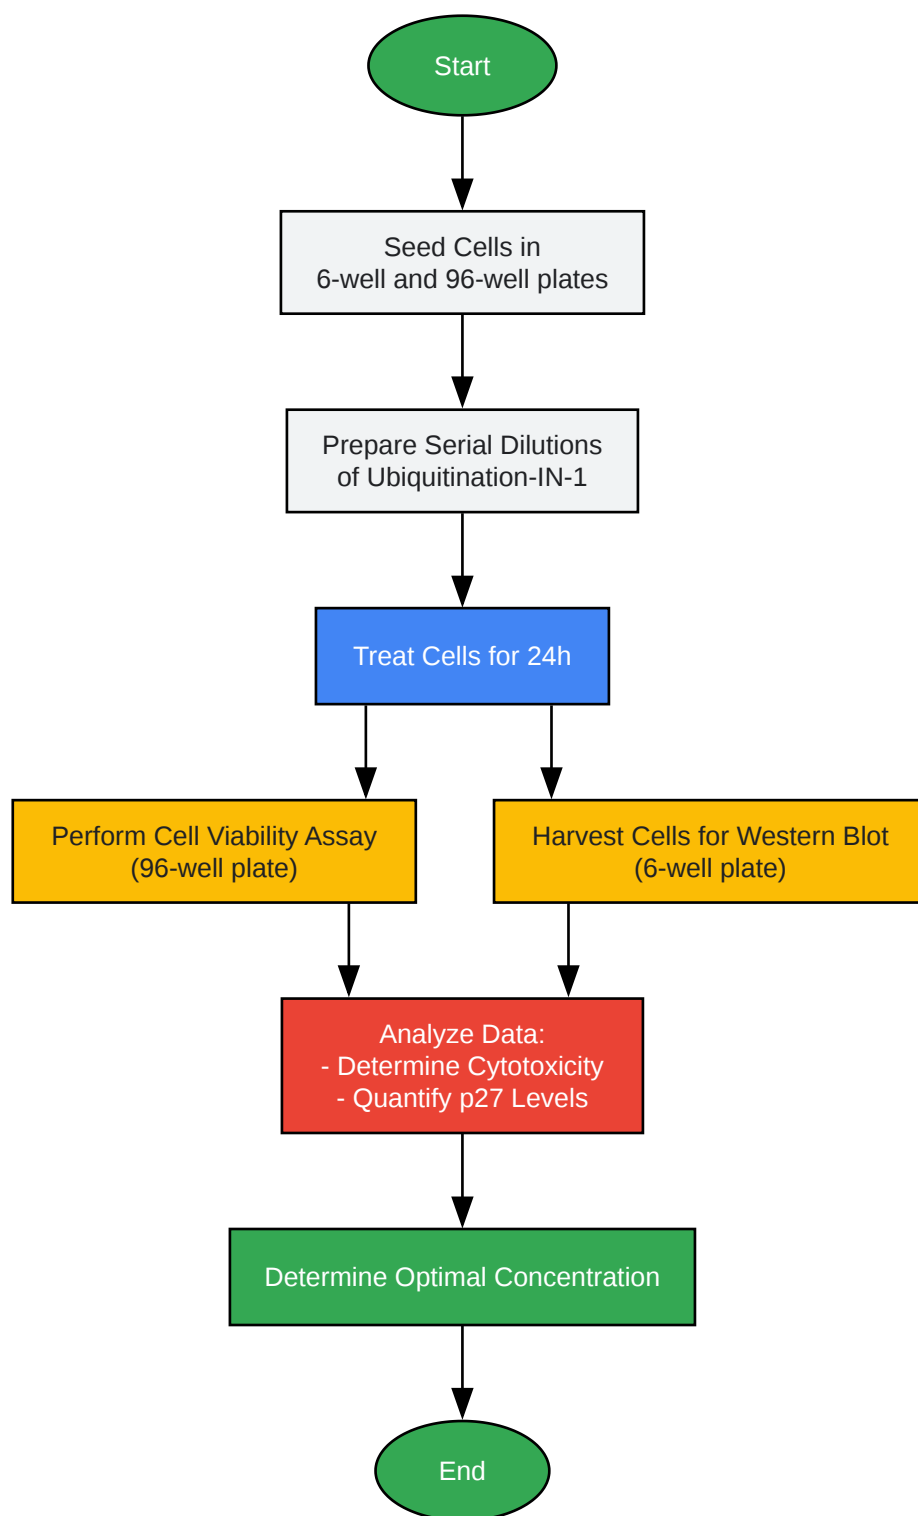 Start
Seed Cells in
6-well and 96-well plates
Prepare Serial Dilutions
of Ubiquitination-IN-1
Treat Cells for 24h
Perform Cell Viability Assay
(96-well plate)
Harvest Cells for Western Blot
(6-well plate)
Analyze Data:
- Determine Cytotoxicity
- Quantify p27 Levels
Determine Optimal Concentration
End